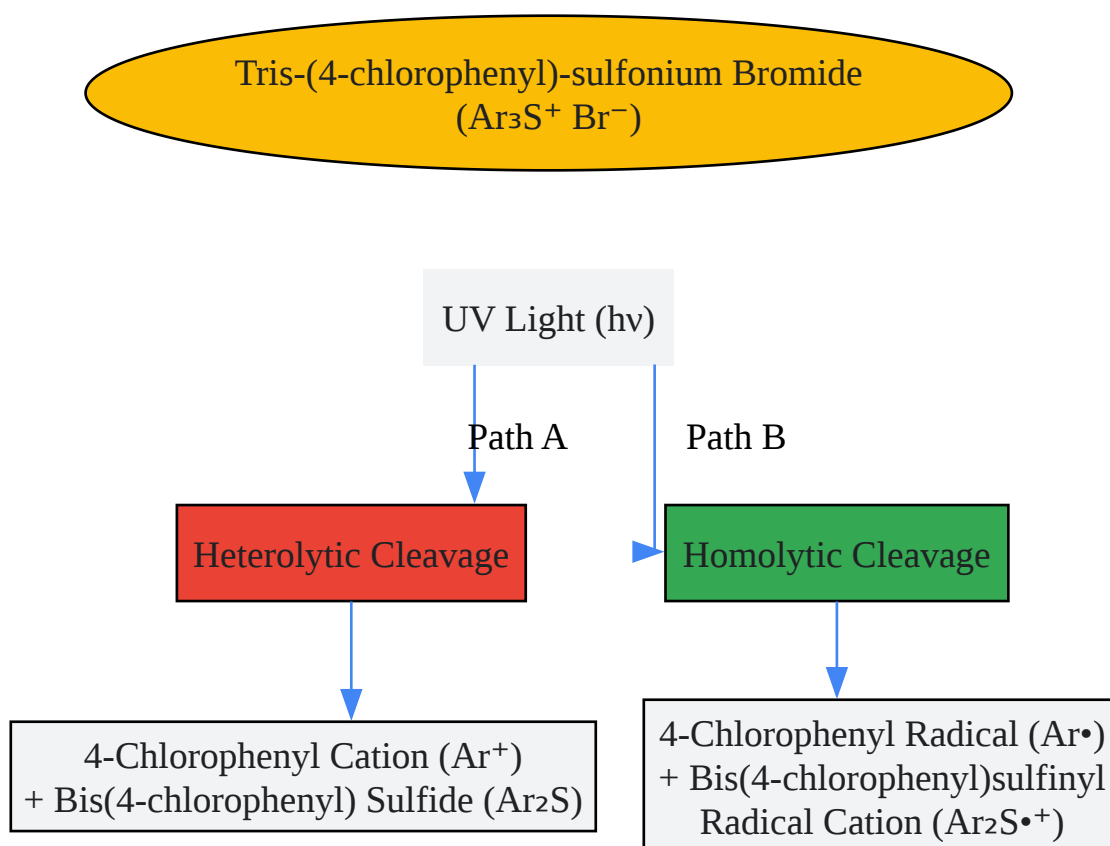 Tris-(4-chlorophenyl)-sulfonium Bromide
(Ar₃S⁺ Br⁻)
UV Light (hν)
Path A
Path B
Heterolytic Cleavage
Homolytic Cleavage
4-Chlorophenyl Cation (Ar⁺)
+ Bis(4-chlorophenyl) Sulfide (Ar₂S)
4-Chlorophenyl Radical (Ar•)
+ Bis(4-chlorophenyl)sulfinyl
Radical Cation (Ar₂S•⁺)